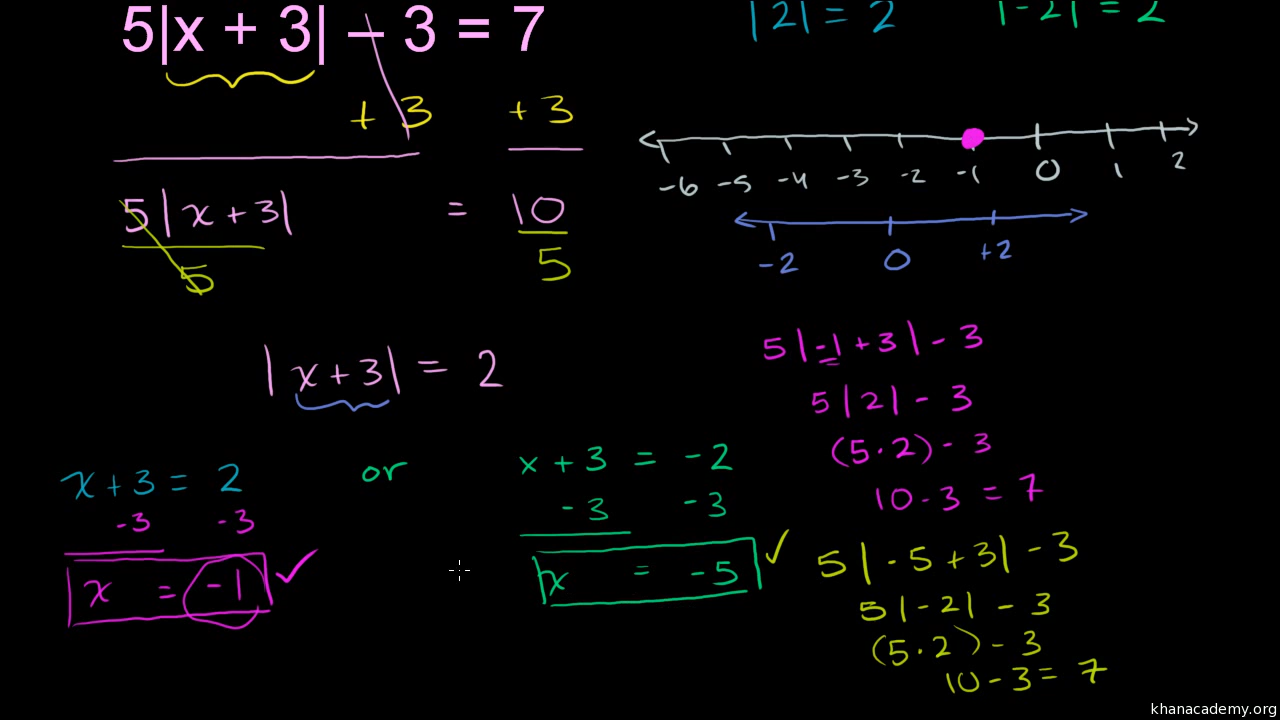 5|x + 3| - 3 = 7
|2| = 2
|-2| = 2
+ 3 + 3
-6 -5 -4 -3 -2 -1 0 1 2
5|x+3| = 10
5 5
-2 0 +2
|x+3| = 2
5|-1+3|-3
5|2|-3
(5·2)-3
10-3 = 7
x+3 = 2
or
x+3 = -2
-3 -3
-3 -3
x = -1
x = -5
5|-5+3|-3
5|-2|-3
(5·2)-3
10-3= 7
khanacademy.org